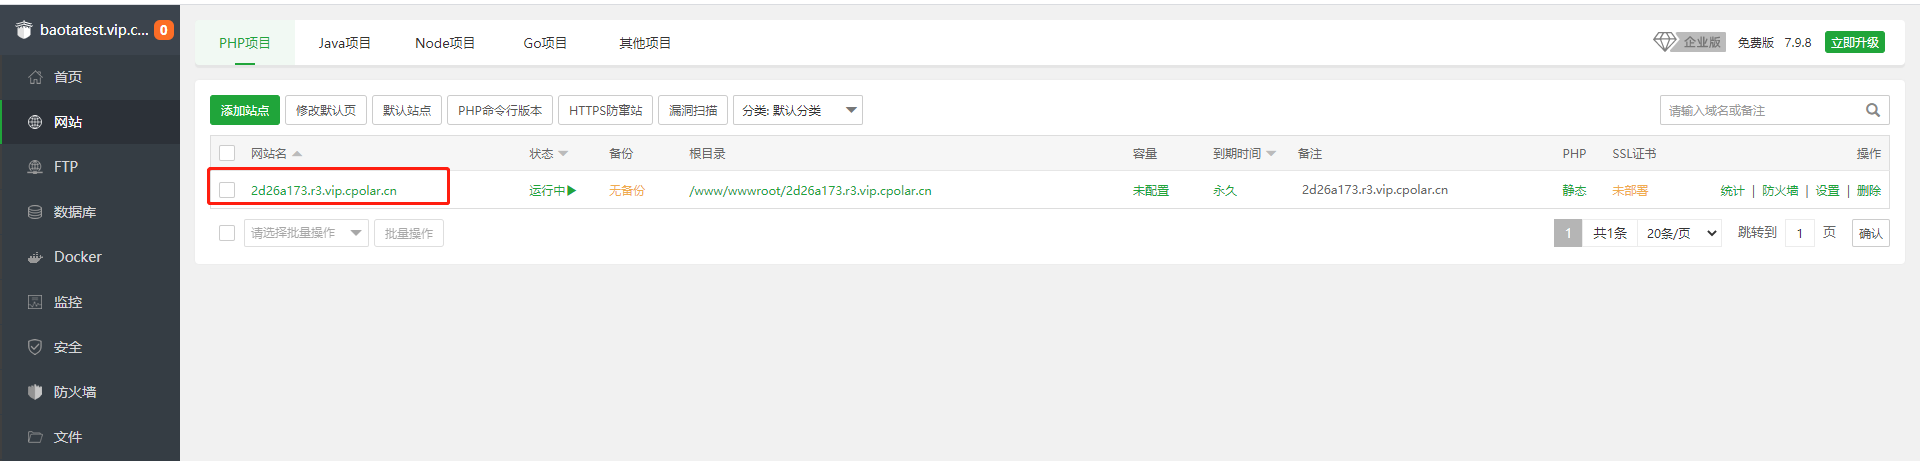 baotatest.vip.c... 0
首页
网站
FTP
数据库
Docker
监控
安全
防火墙
文件
PHP项目 Java项目 Node项目 Go项目 其他项目
企业版 免费版 7.9.8 立即升级
添加站点 修改默认页 默认站点 PHP命令行版本 HTTPS防窜站 漏洞扫描 分类: 默认分类
请输入域名或备注
网站名 状态 备份 根目录 容量 到期时间 备注 PHP SSL证书 操作
2d26a173.r3.vip.cpolar.cn 运行中 无备份 /www/wwwroot/2d26a173.r3.vip.cpolar.cn 未配置 永久 2d26a173.r3.vip.cpolar.cn 静态 未部署 统计 | 防火墙 | 设置 | 删除
请选择批量操作 批量操作 1 共1条 20条/页 跳转到 1 页 确认